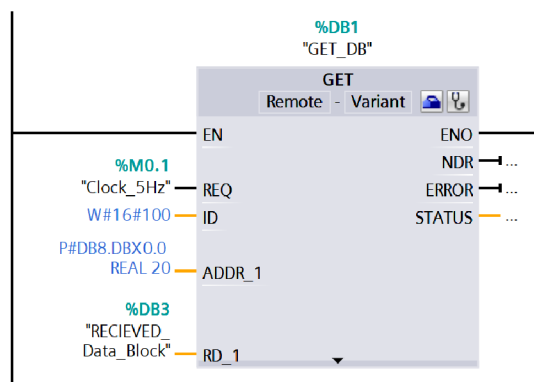 %DB1
"GET_DB"
GET
Remote - Variant
EN ENO
NDR ...
%M0.1
"Clock_5Hz" REQ ERROR ...
W#16#100 ID STATUS ...
P#DB8.DBX0.0
REAL 20 ADDR_1
%DB3
"RECIEVED_
Data_Block" RD_1